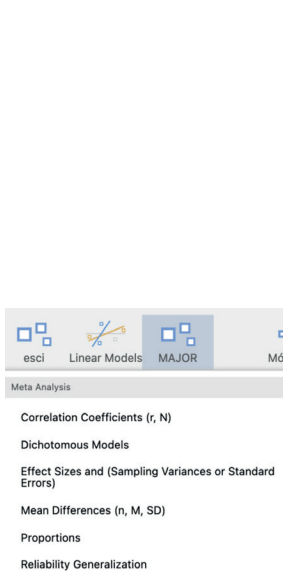 esci Linear Models MAJOR
Meta Analysis
Correlation Coefficients (r, N)
Dichotomous Models
Effect Sizes and (Sampling Variances or Standard
Errors)
Mean Differences (n, M, SD)
Proportions
Reliability Generalization